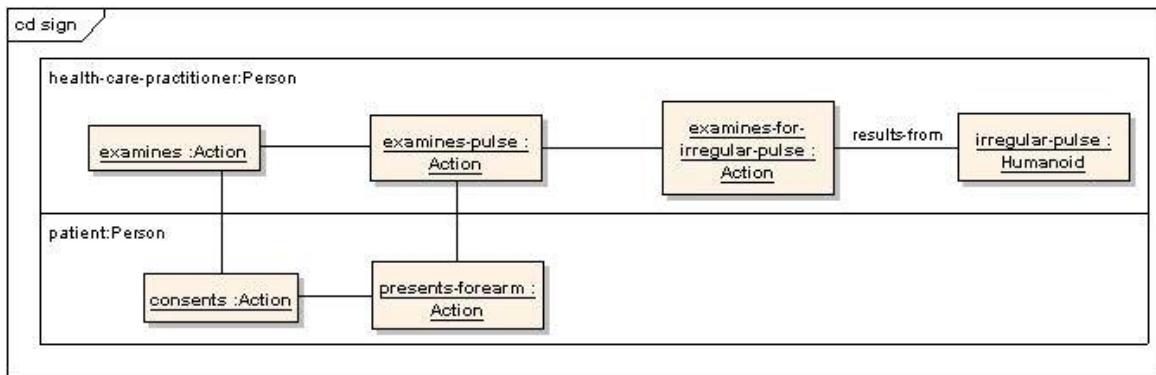 cd sign
health-care-practitioner:Person
examines :Action
examines-pulse :
Action
examines-for-
irregular-pulse :
Action
results-from
irregular-pulse :
Humanoid
patient:Person
consents :Action
presents-forearm :
Action